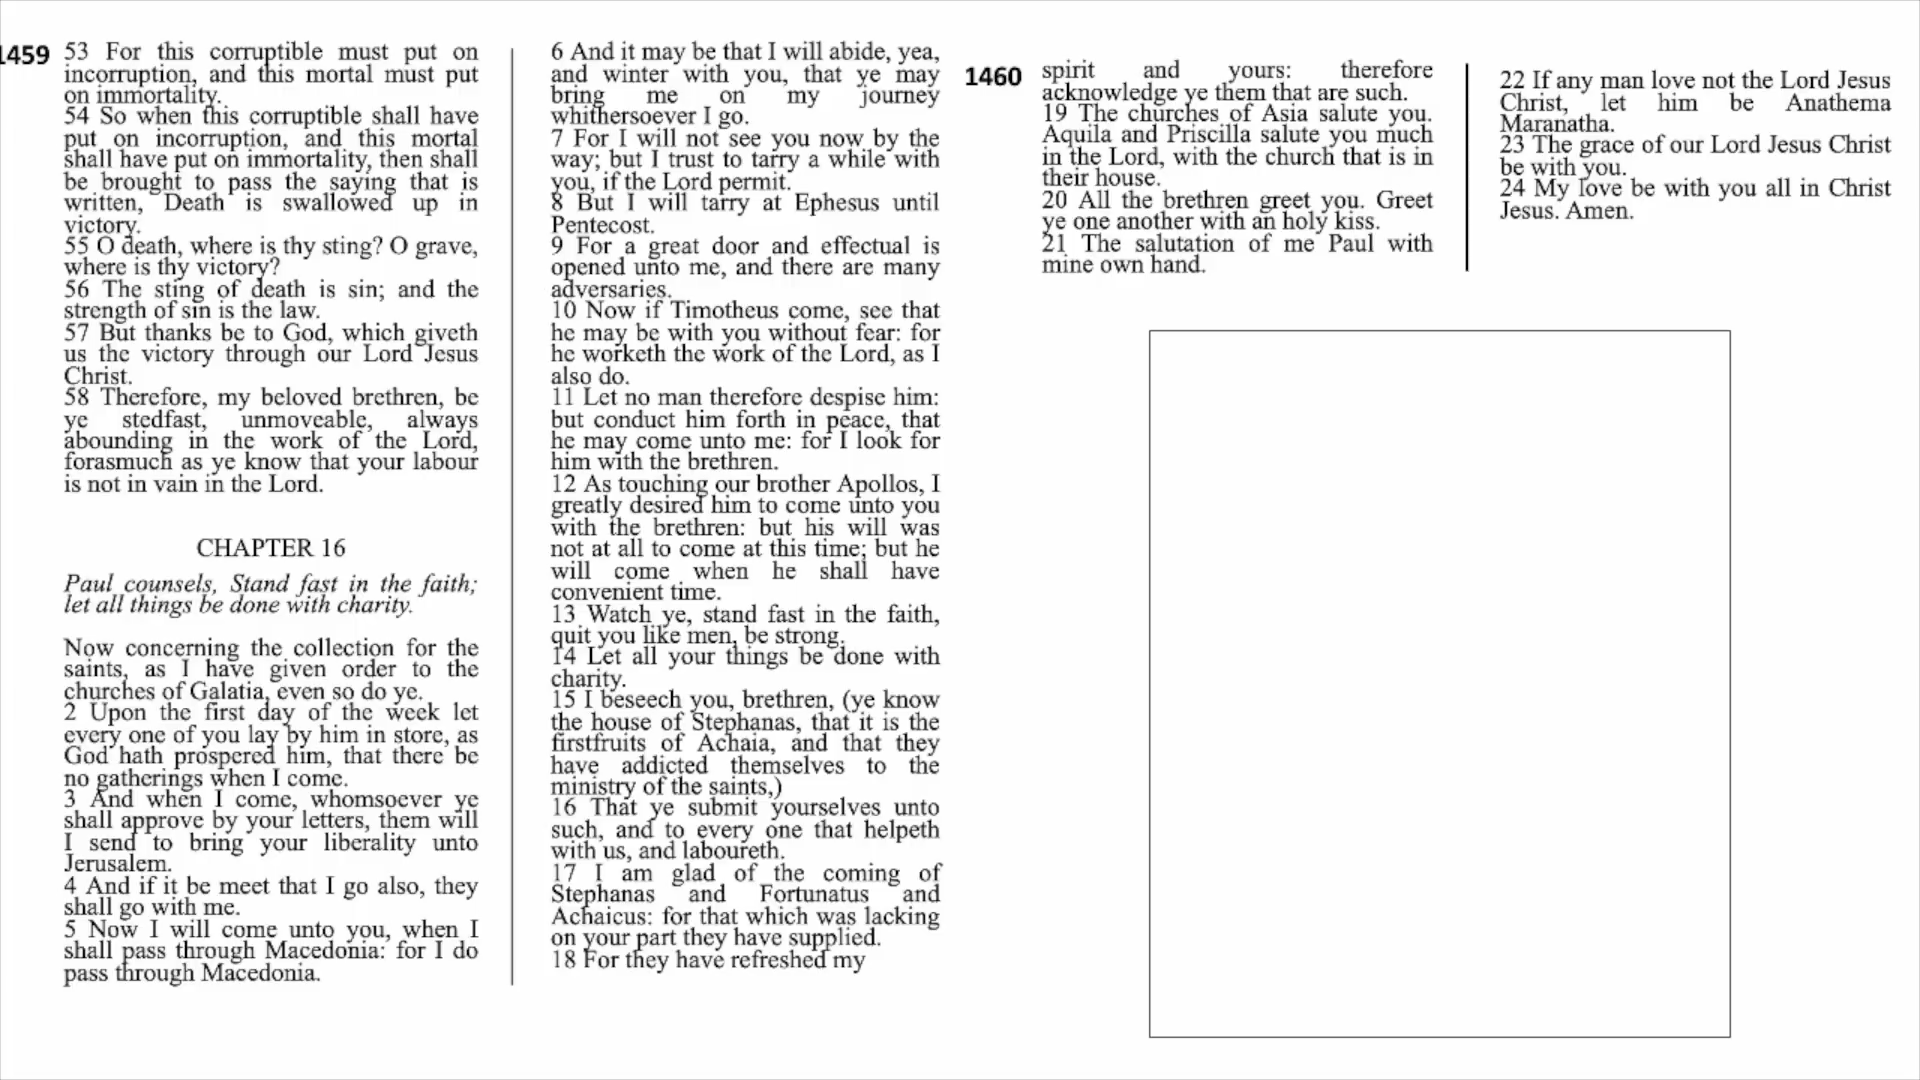 1459
53 For this corruptible must put on
incorruption, and this mortal must put
on immortality.
54 So when this corruptible shall have
put on incorruption, and this mortal
shall have put on immortality, then shall
be brought to pass the saying that is
written, Death is swallowed up in
victory.
55 O death, where is thy sting? O grave,
where is thy victory?
56 The sting of death is sin; and the
strength of sin is the law.
57 But thanks be to God, which giveth
us the victory through our Lord Jesus
Christ.
58 Therefore, my beloved brethren, be
ye stedfast, unmoveable, always
abounding in the work of the Lord,
forasmuch as ye know that your labour
is not in vain in the Lord.
CHAPTER 16
Paul counsels, Stand fast in the faith;
let all things be done with charity.
Now concerning the collection for the
saints, as I have given order to the
churches of Galatia, even so do ye.
2 Upon the first day of the week let
every one of you lay by him in store, as
God hath prospered him, that there be
no gatherings when I come.
3 And when I come, whomsoever ye
shall approve by your letters, them will
I send to bring your liberality unto
Jerusalem.
4 And if it be meet that I go also, they
shall go with me.
5 Now I will come unto you, when I
shall pass through Macedonia: for I do
pass through Macedonia.
6 And it may be that I will abide, yea,
and winter with you, that ye may
bring me on my journey
whithersoever I go.
7 For I will not see you now by the
way; but I trust to tarry a while with
you, if the Lord permit.
8 But I will tarry at Ephesus until
Pentecost.
9 For a great door and effectual is
opened unto me, and there are many
adversaries.
10 Now if Timotheus come, see that
he may be with you without fear: for
he worketh the work of the Lord, as I
also do.
11 Let no man therefore despise him:
but conduct him forth in peace, that
he may come unto me: for I look for
him with the brethren.
12 As touching our brother Apollos, I
greatly desired him to come unto you
with the brethren: but his will was
not at all to come at this time; but he
will come when he shall have
convenient time.
13 Watch ye, stand fast in the faith,
quit you like men, be strong.
14 Let all your things be done with
charity.
15 I beseech you, brethren, (ye know
the house of Stephanas, that it is the
firstfruits of Achaia, and that they
have addicted themselves to the
ministry of the saints,)
16 That ye submit yourselves unto
such, and to every one that helpeth
with us, and laboureth.
17 I am glad of the coming of
Stephanas and Fortunatus and
Achaicus: for that which was lacking
on your part they have supplied.
18 For they have refreshed my
1460
spirit and yours: therefore
acknowledge ye them that are such.
19 The churches of Asia salute you.
Aquila and Priscilla salute you much
in the Lord, with the church that is in
their house.
20 All the brethren greet you. Greet
ye one another with an holy kiss.
21 The salutation of me Paul with
mine own hand.
22 If any man love not the Lord Jesus
Christ, let him be Anathema
Maranatha.
23 The grace of our Lord Jesus Christ
be with you.
24 My love be with you all in Christ
Jesus. Amen.